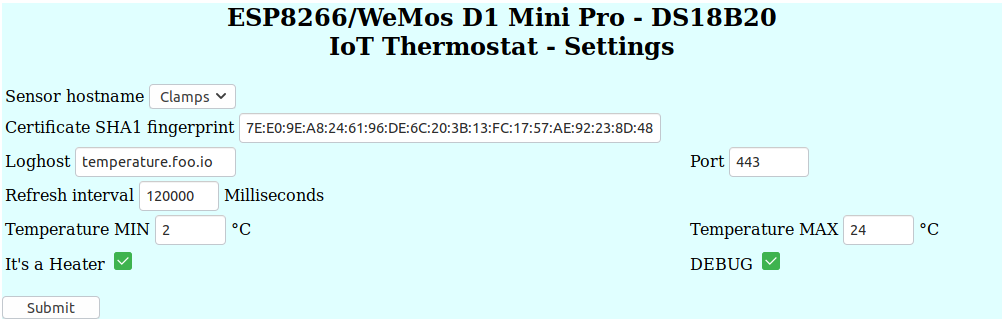 ESP8266/WeMos D1 Mini Pro - DS18B20
IoT Thermostat - Settings
Sensor hostname Clamps
Certificate SHA1 fingerprint 7E:E0:9E:A8:24:61:96:DE:6C:20:3B:13:FC:17:57:AE:92:23:8D:48
Loghost temperature.foo.io Port 443
Refresh interval 120000 Milliseconds
Temperature MIN 2 °C Temperature MAX 24 °C
It's a Heater DEBUG
Submit